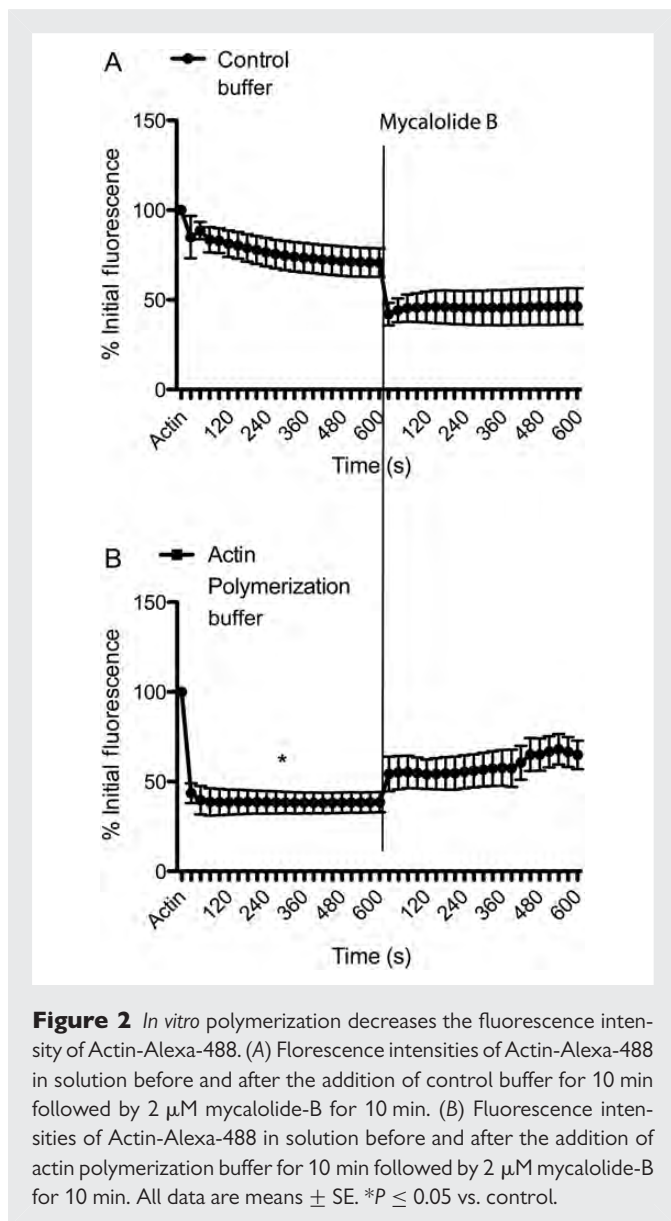 A
Control
buffer
Mycalolide B
150
100
50
0
% Initial fluorescence
Actin
120
240
360
480
600
120
240
360
480
600
Time (s)
B
Actin
Polymerization
buffer
150
100
50
0
% Initial fluorescence
*
Actin
120
240
360
480
600
120
240
360
480
600
Time (s)
Figure 2 In vitro polymerization decreases the fluorescence inten-
sity of Actin-Alexa-488. (A) Florescence intensities of Actin-Alexa-488
in solution before and after the addition of control buffer for 10 min
followed by 2 μM mycalolide-B for 10 min. (B) Fluorescence inten-
sities of Actin-Alexa-488 in solution before and after the addition of
actin polymerization buffer for 10 min followed by 2 μM mycalolide-B
for 10 min. All data are means ± SE. *P ≤ 0.05 vs. control.